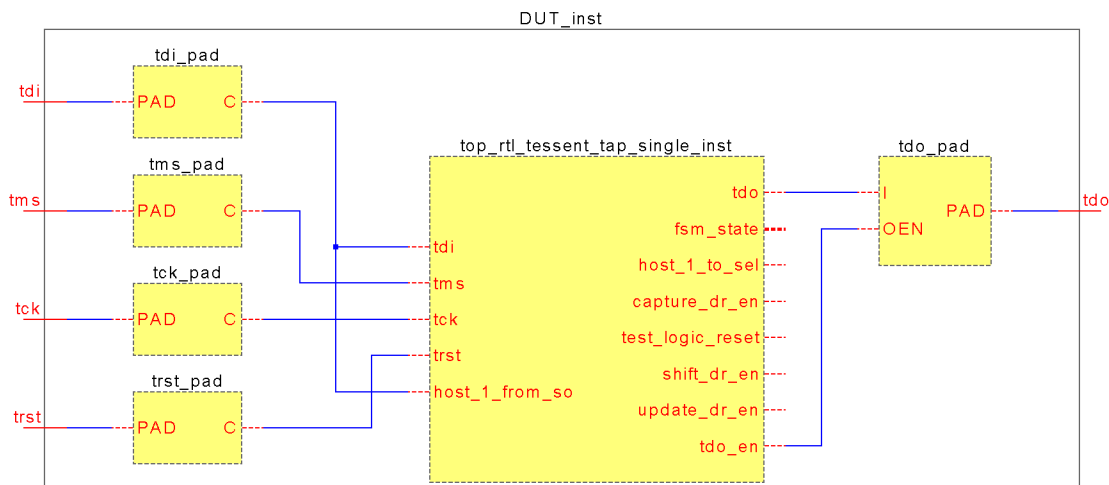 DUT_inst
tdi_pad
tdi
PAD C
tms_pad
tms
PAD C
tck_pad
tck
PAD C
trst_pad
trst
PAD C
top_rtl_tessent_tap_single_inst
tdi
tms
tck
trst
host_1_from_so
tdo
fsm_state
host_1_to_sel
capture_dr_en
test_logic_reset
shift_dr_en
update_dr_en
tdo_en
tdo_pad
I
OEN
PAD
tdo